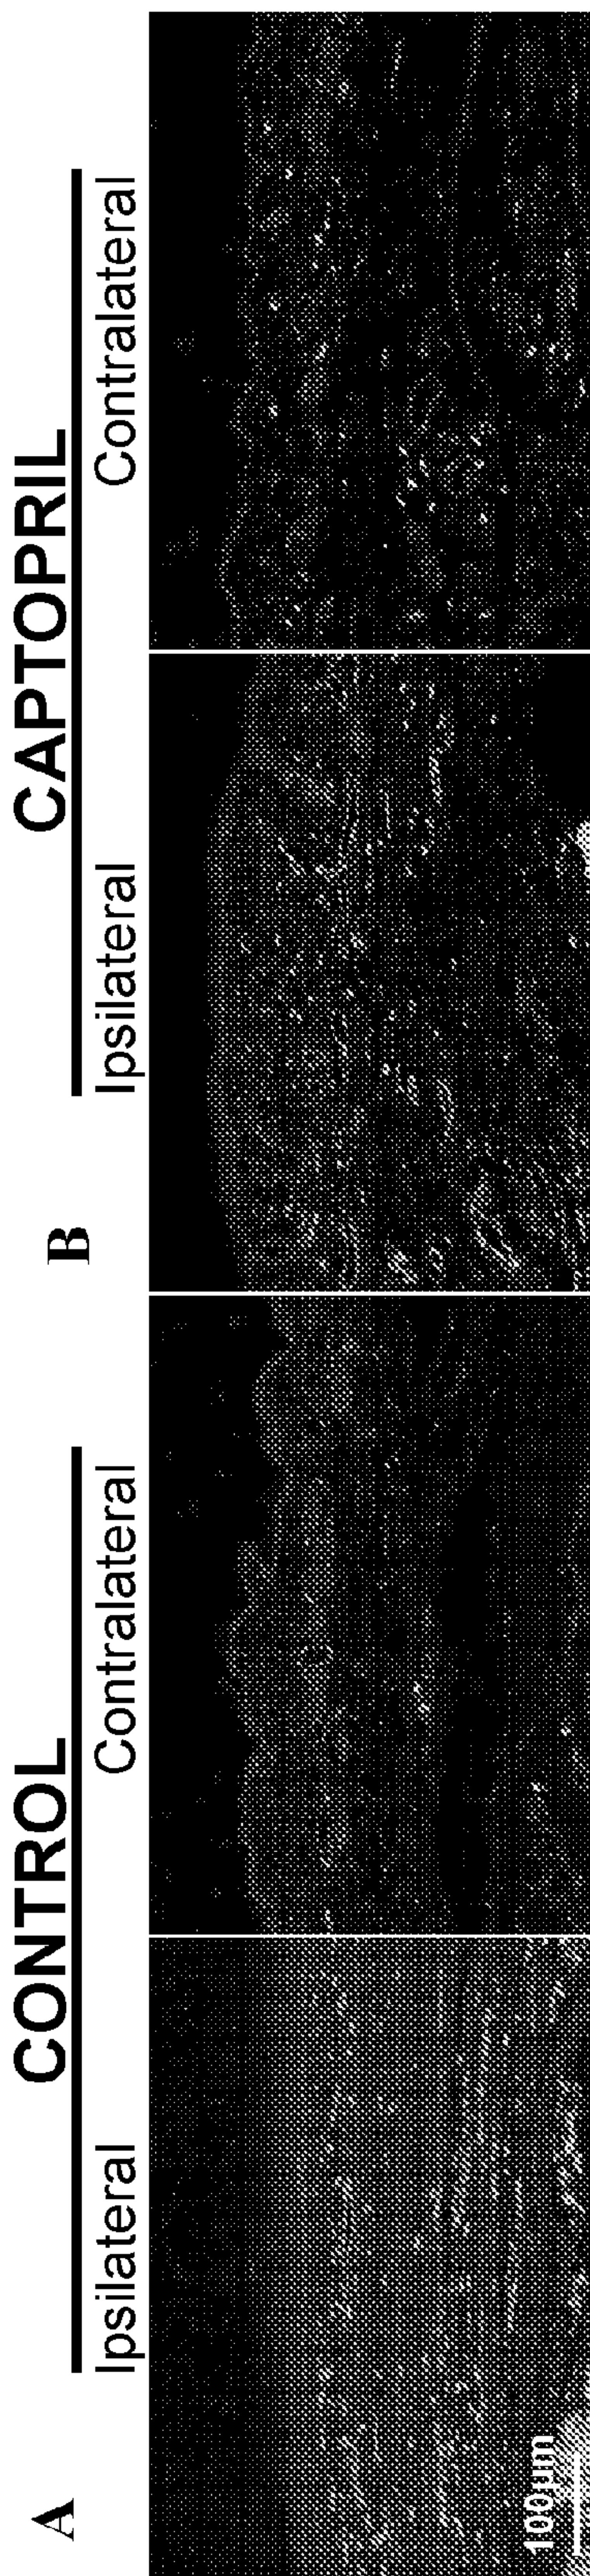 A
CONTROL
Ipsilateral
Contralateral
100µm
B
CAPTOPRIL
Ipsilateral
Contralateral